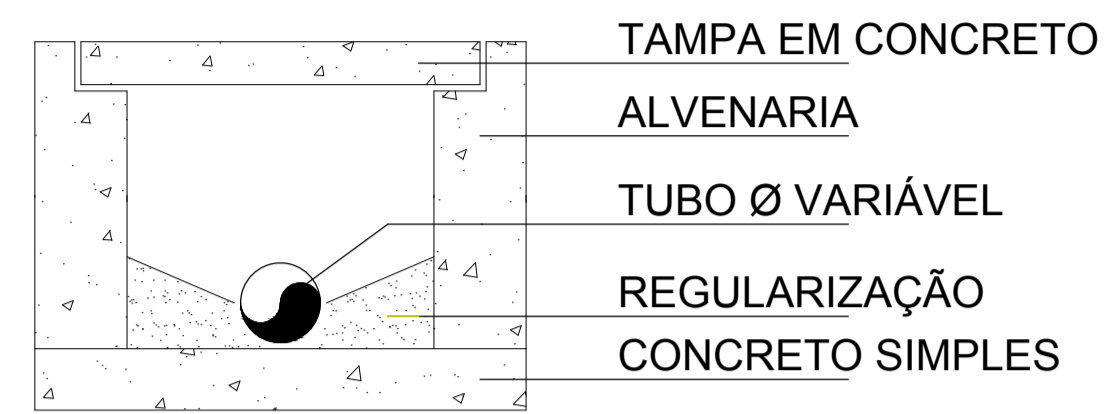 TAMPA EM CONCRETO
ALVENARIA
TUBO Ø VARIÁVEL
REGULARIZAÇÃO
CONCRETO SIMPLES